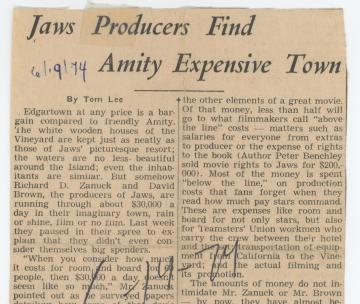 Jaws Producers Find
Amity Expensive Town
By Tom Lee
Edgartown at any price is a bar-
gain compared to friendly Amity.
The white wooden houses of the
Vineyard are kept just as neatly as
those of Jaws' picturesque resort;
the waters are no less beautiful
around the Island; even the inhab-
itants are similar. But somehow
Richard D. Zanuck and David
Brown, the producers of Jaws, are
running through about $30,000 a
day in their imaginary town, rain
or shine, film or no film. Last week
they paused in their spree to ex-
plain that they didn't even con-
sider themselves big spenders.
"When you consider how
it costs for room and board
people, then $30,000 a day
seem like so much," Mr. Zanuck
pointed out as he surveyed papers
the other elements of a great movie.
Of that money, less than half will
go to what filmmakers call "above
the line" costs — matters such as
salaries for everyone from extras
to producer or the expense of rights
to the book (Author Peter Benchley
sold movie rights to Jaws for $200,-
000). Most of the money is spent
"below the line," on production
costs that fans forget when they
read how much pay stars command.
These are expenses like room and
board for not only stars, but also
for Teamsters' Union workmen who
carry the crew between their hotel
and transportation of equip-
ment California to the Vine-
yard, the actual filming and
its promotion.
The amounts of money do not in-
timidate Mr. Zanuck or Mr. Brown
— by now, they have